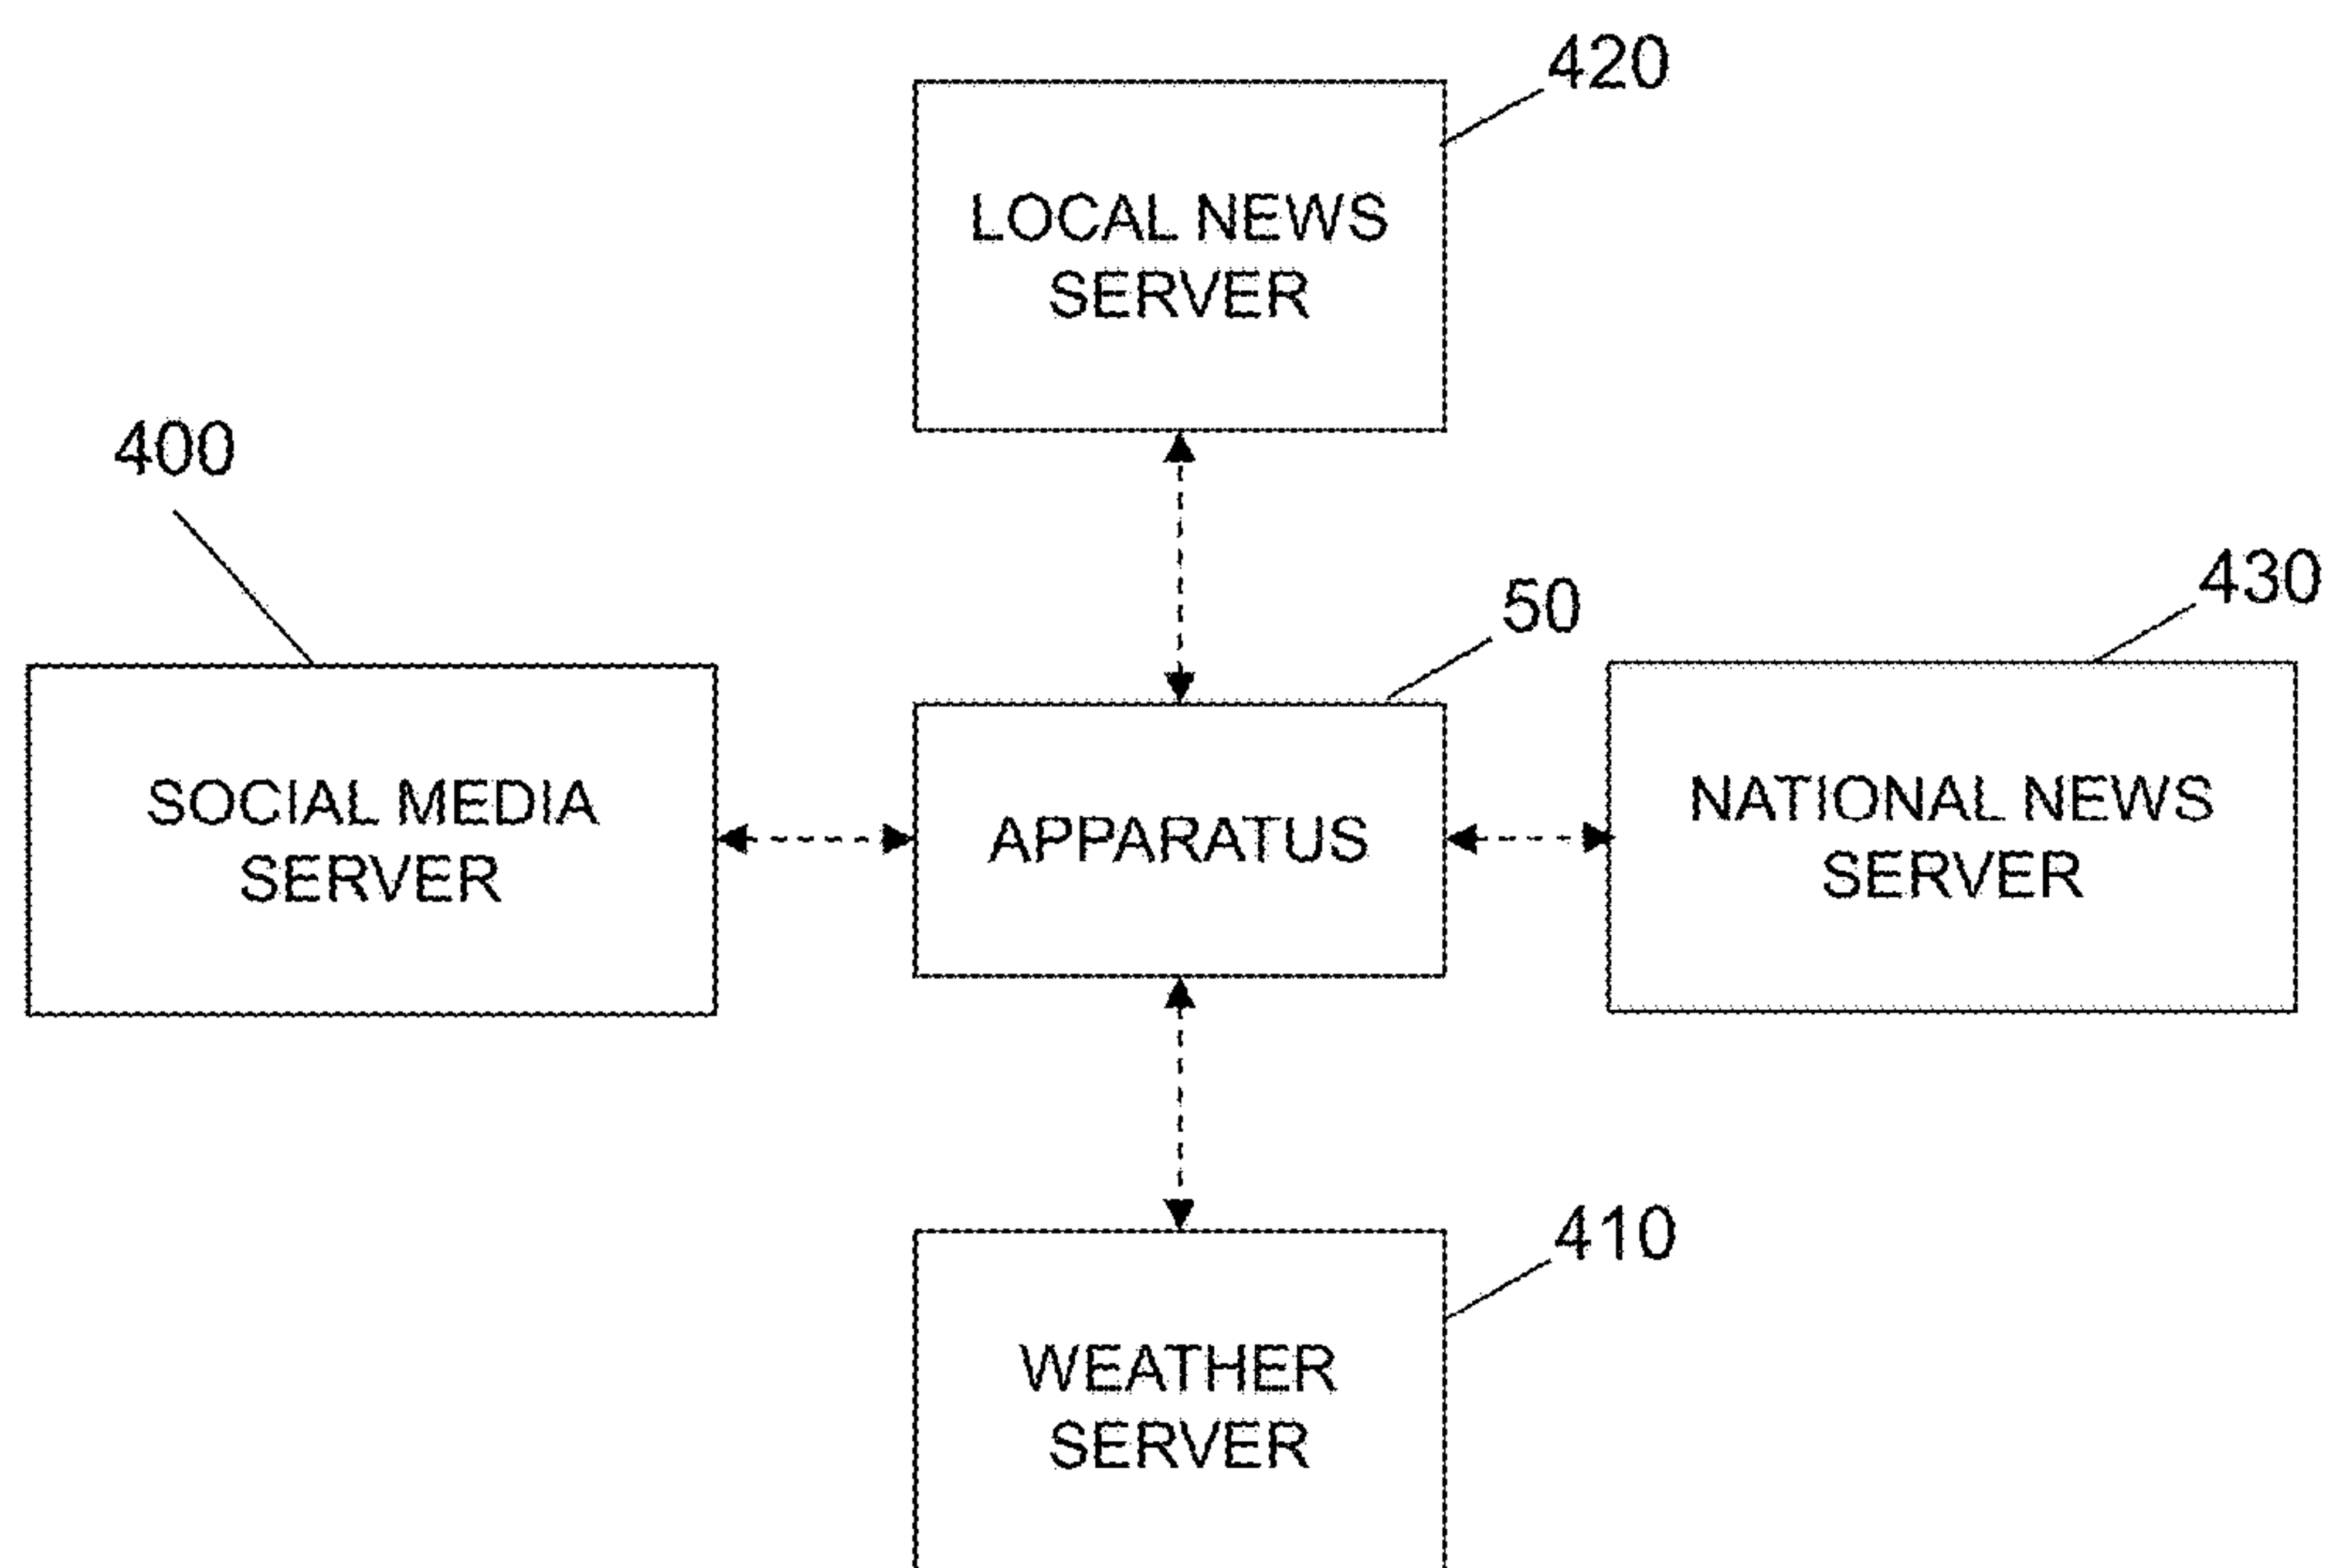 420
LOCAL NEWS
SERVER
400
50
430
SOCIAL MEDIA
SERVER
APPARATUS
NATIONAL NEWS
SERVER
410
WEATHER
SERVER